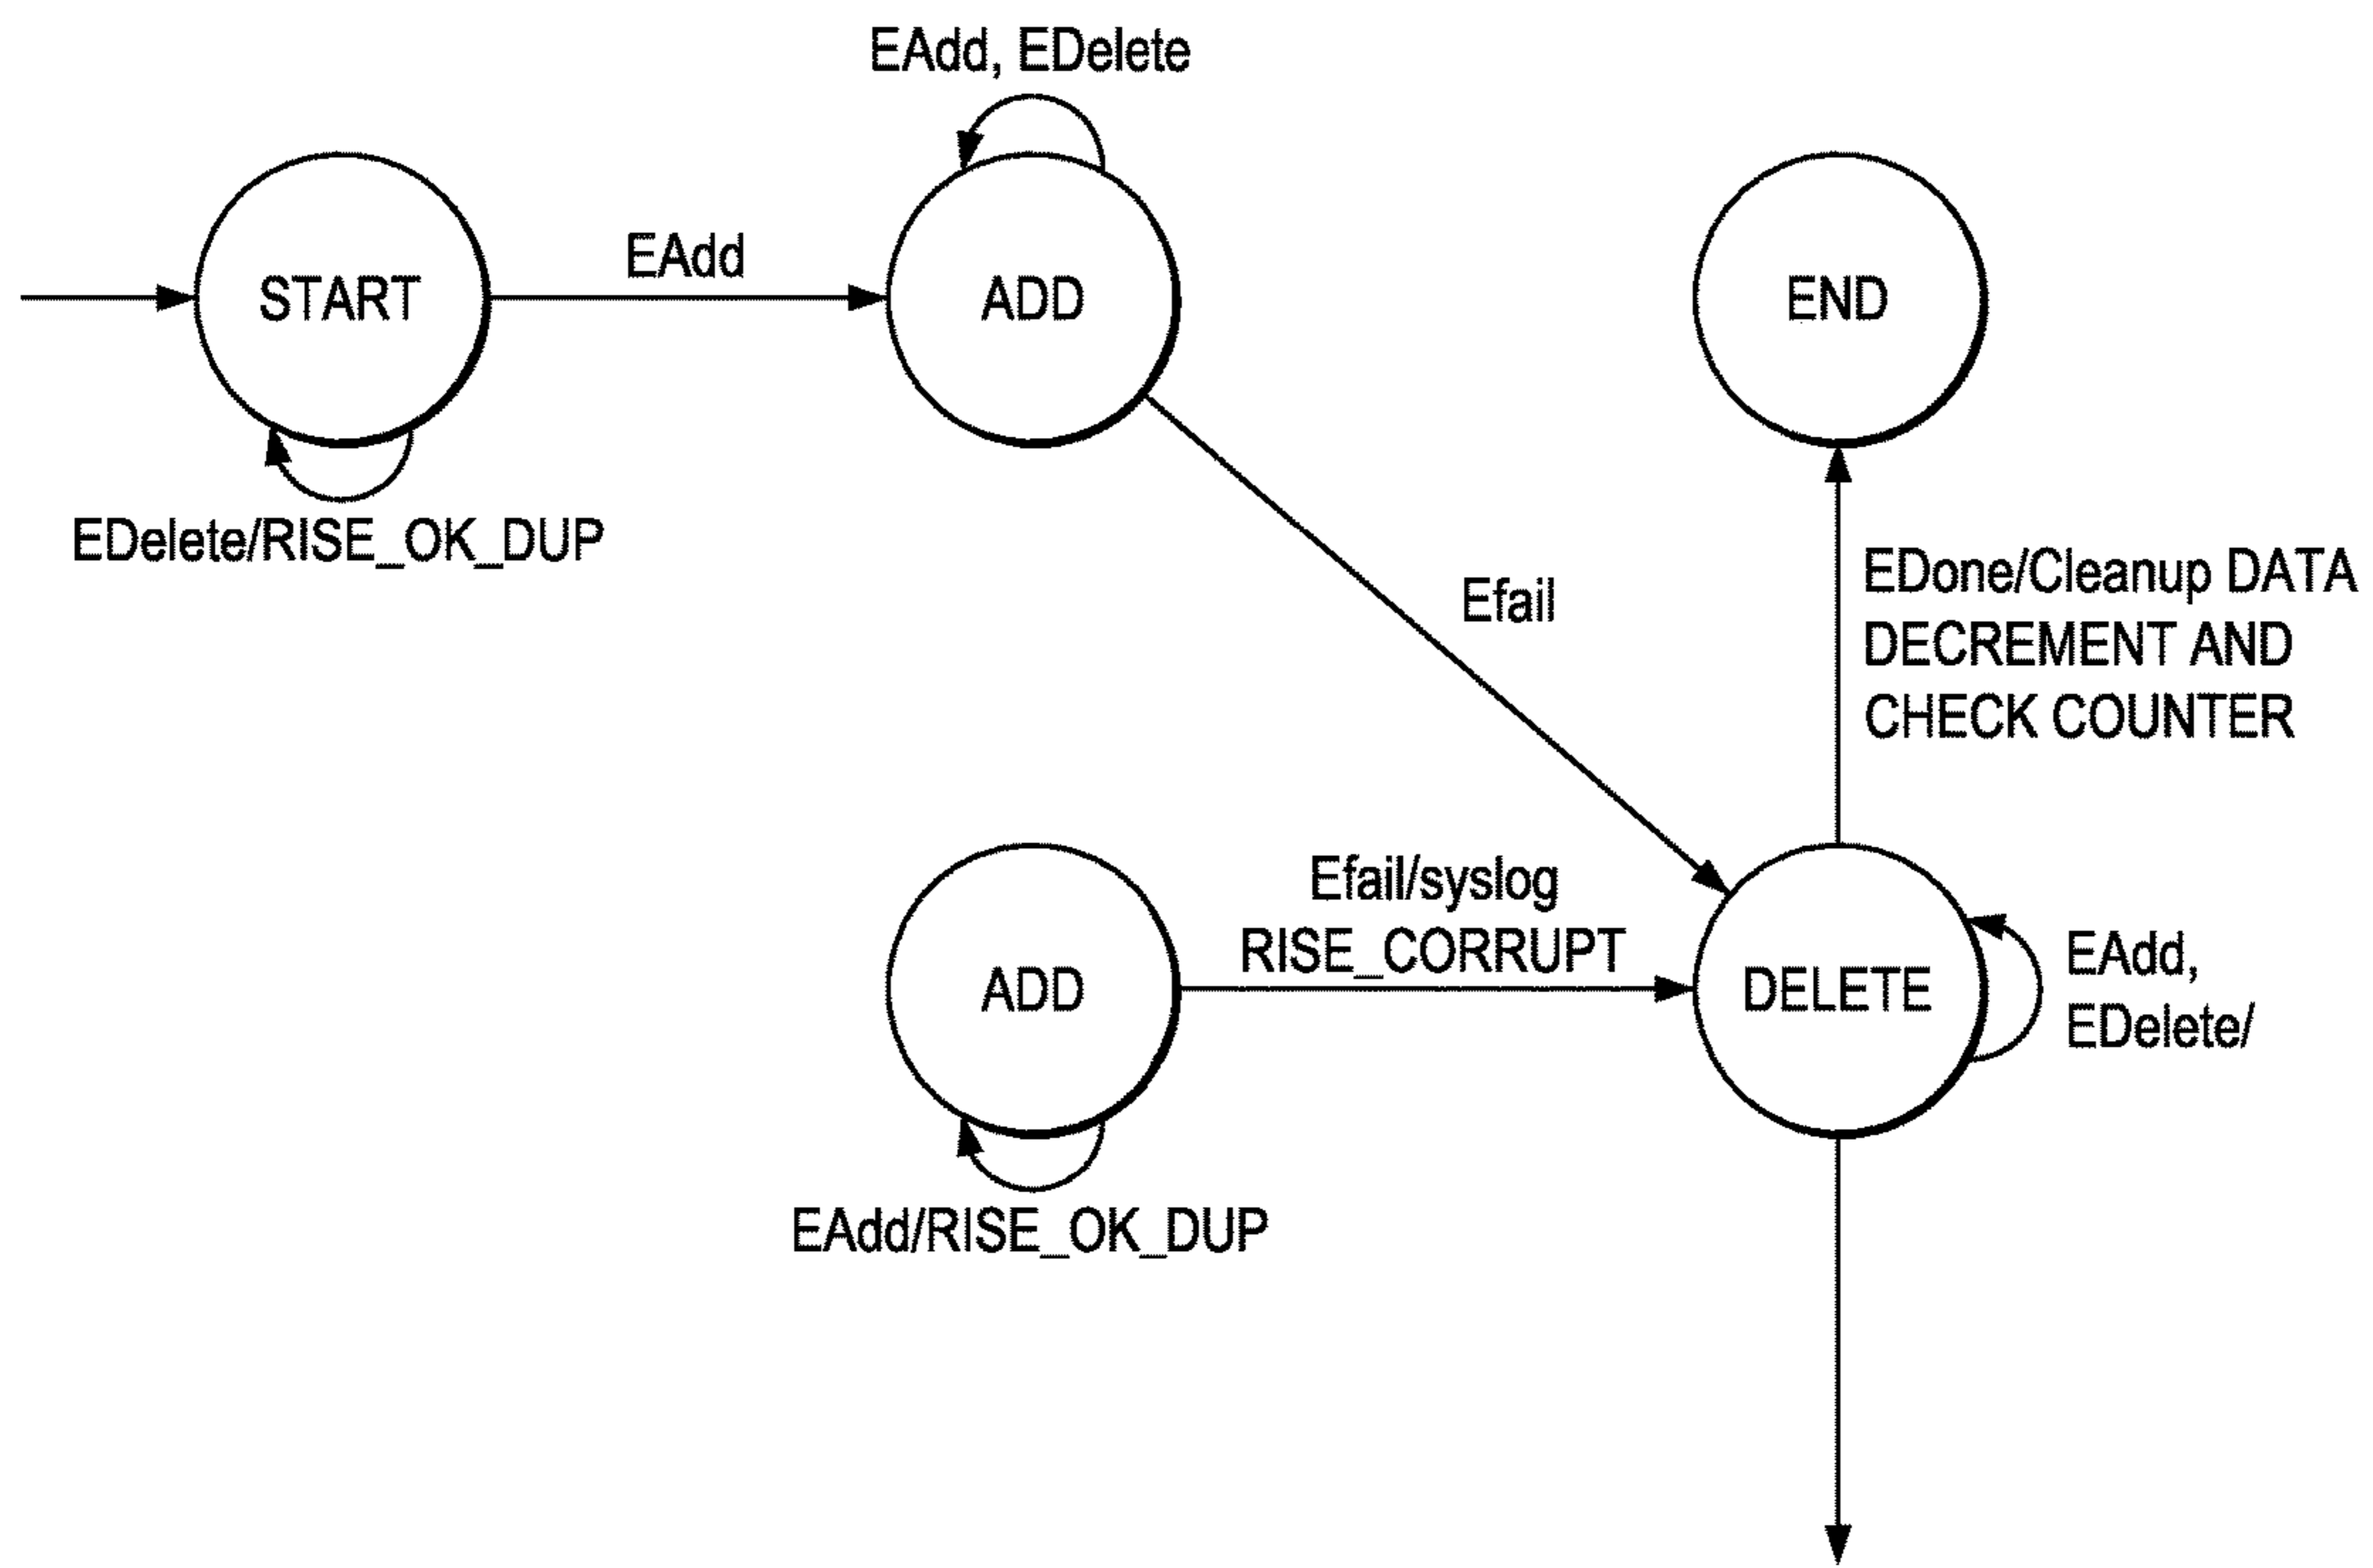 EAdd, EDelete
START
EAdd
ADD
END
EDelete/RISE_OK_DUP
Efail
EDone/Cleanup DATA
DECREMENT AND
CHECK COUNTER
ADD
Efail/syslog
RISE_CORRUPT
DELETE
EAdd,
EDelete/
EAdd/RISE_OK_DUP